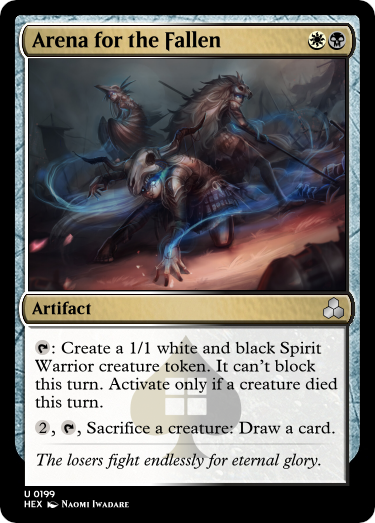 Arena for the Fallen
Artifact
: Create a 1/1 white and black Spirit
Warrior creature token. It can't block
this turn. Activate only if a creature died
this turn.
2, , Sacrifice a creature: Draw a card.
The losers fight endlessly for eternal glory.
U 0199
HEX Naomi Iwadare